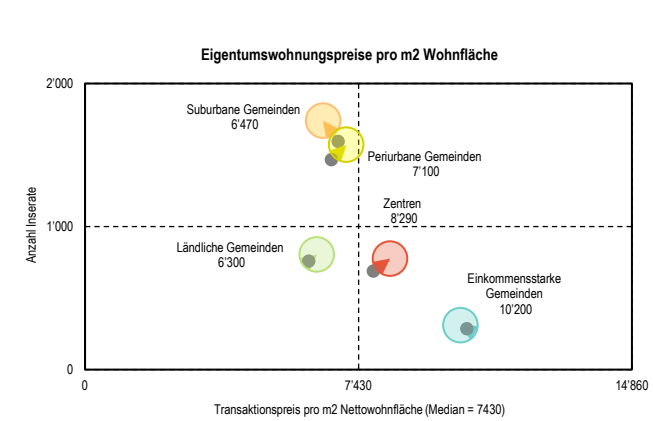 Eigentumswohnungspreise pro m2 Wohnfläche
2'000
Suburbane Gemeinden
6'470
Periurbane Gemeinden
7'100
Zentren
8'290
Anzahl Inserate
1'000
Ländliche Gemeinden
6'300
Einkommensstarke
Gemeinden
10'200
0
0
7'430
14'860
Transaktionspreis pro m2 Nettowohnfläche (Median = 7430)